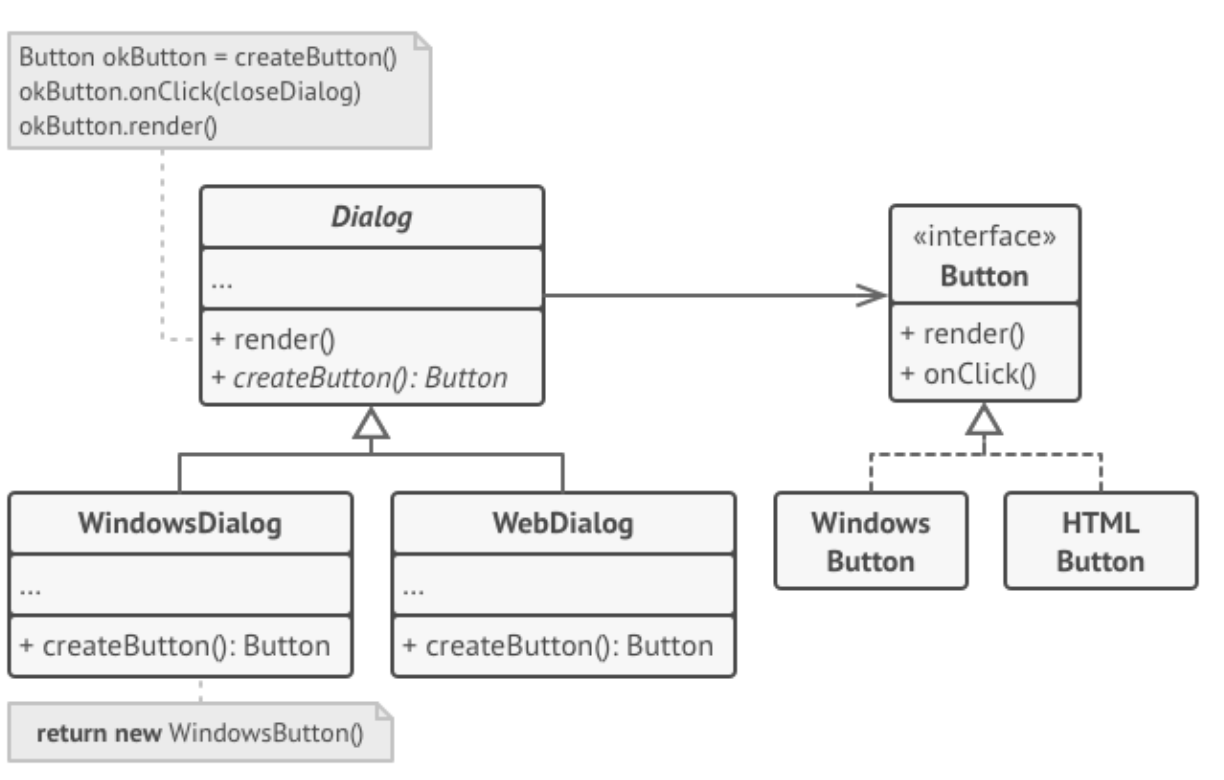 Button okButton = createButton()
okButton.onClick(closeDialog)
okButton.render()
Dialog
...
+ render()
+ createButton(): Button
«interface»
Button
+ render()
+ onClick()
WindowsDialog
...
+ createButton(): Button
WebDialog
...
+ createButton(): Button
Windows
Button
HTML
Button
return new WindowsButton()